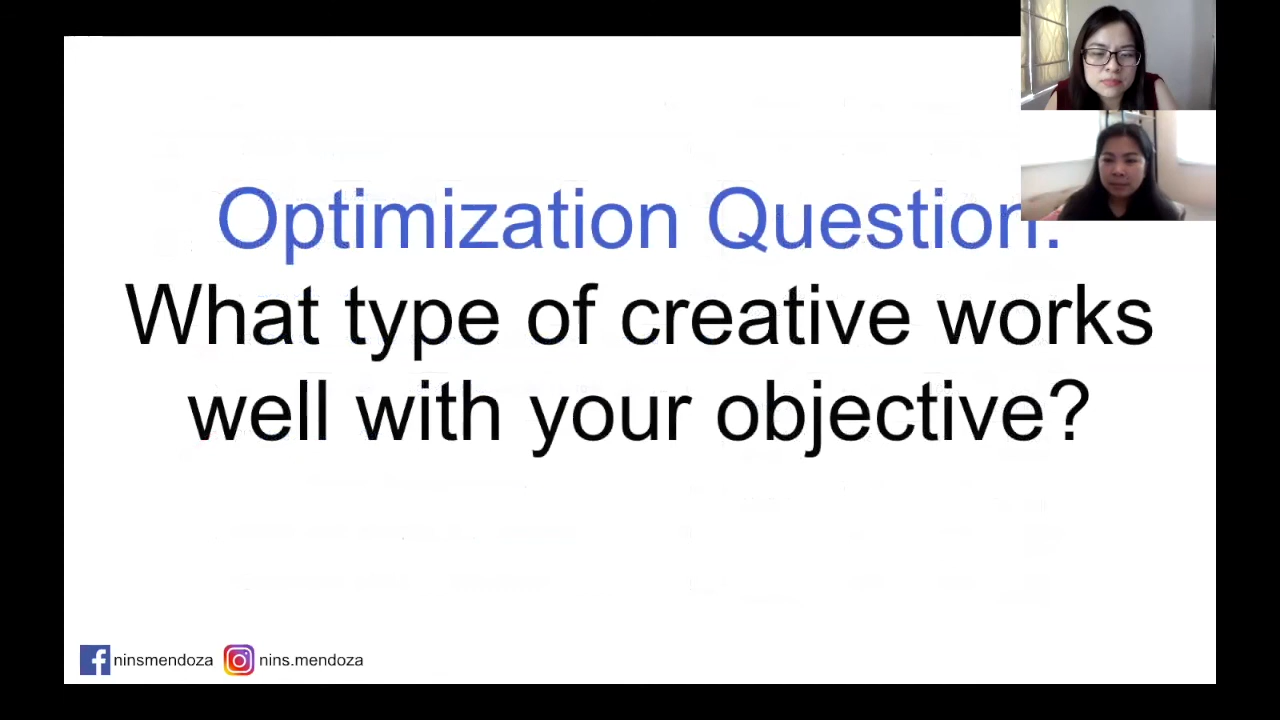 Optimization Question:
What type of creative works
well with your objective?
ninsmendoza nins.mendoza